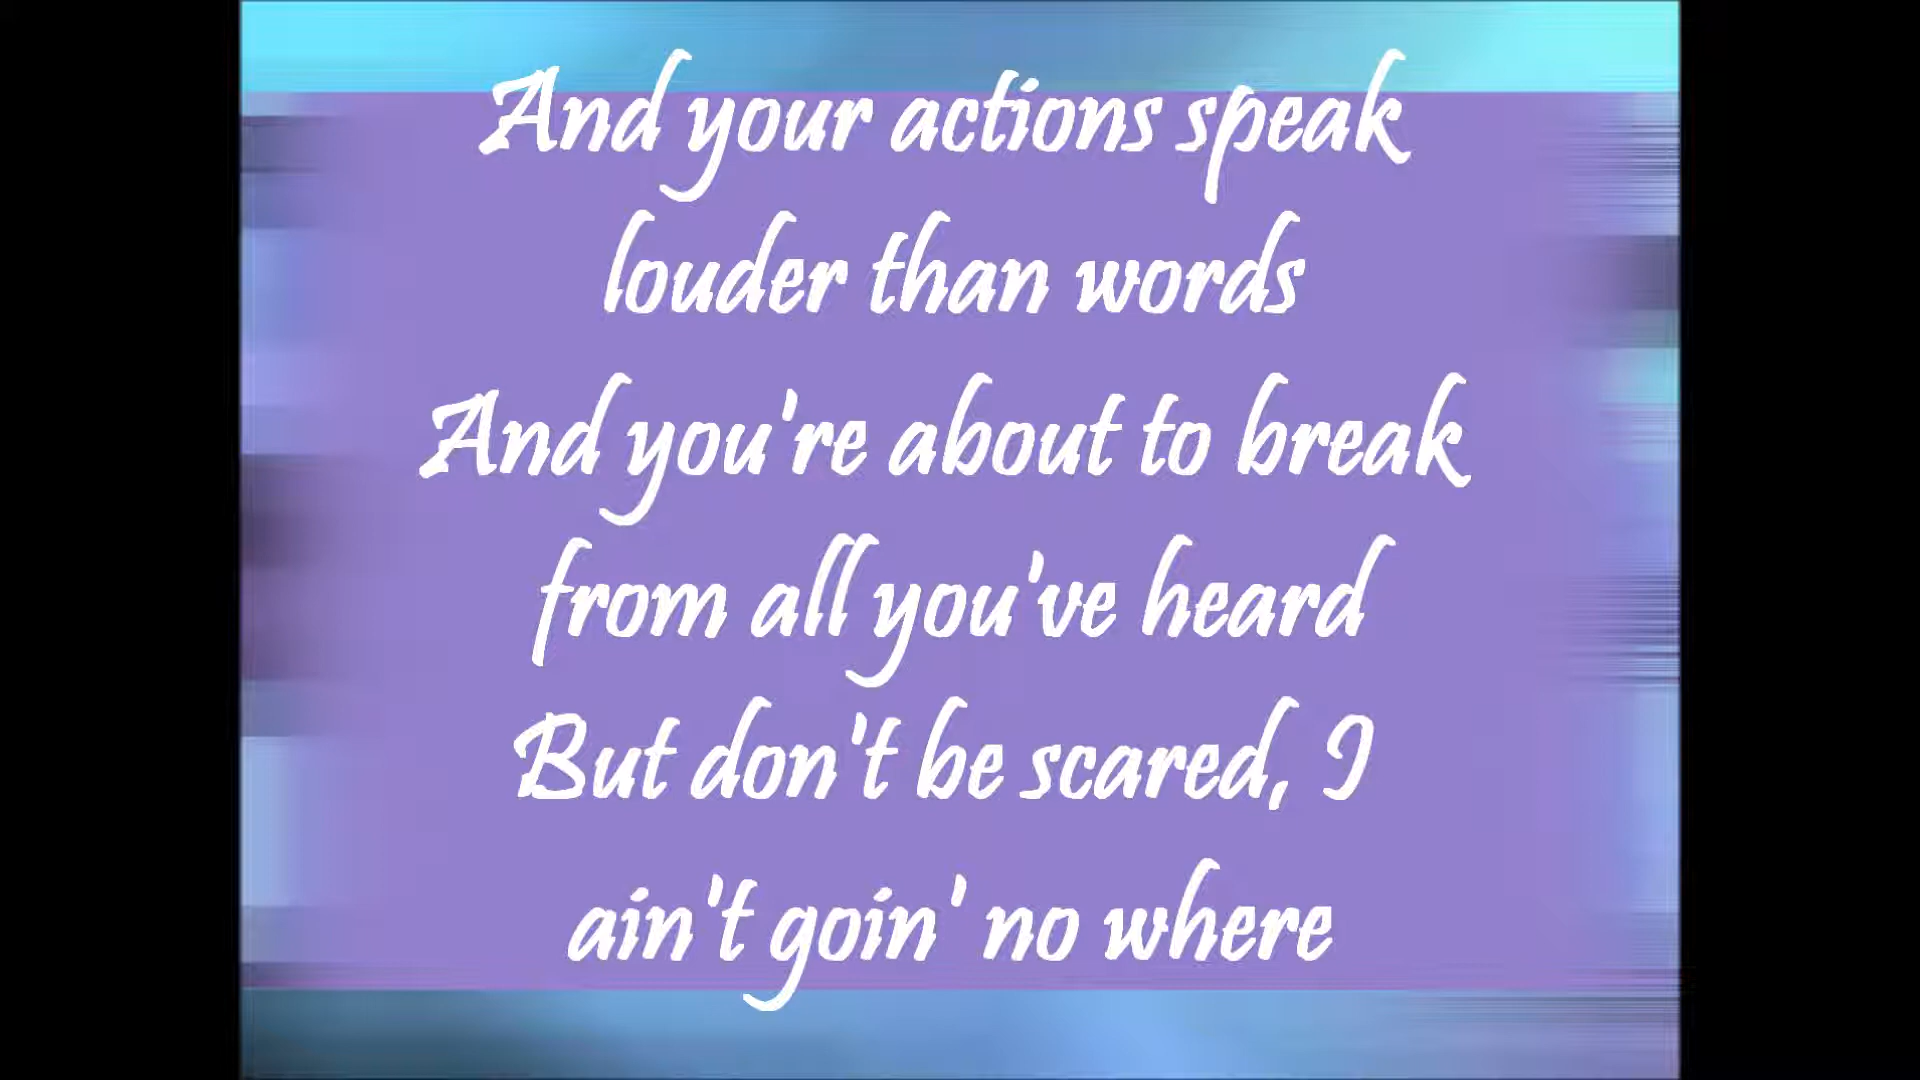 And your actions speak
louder than words
And you're about to break
from all you've heard
But don't be scared, I
ain't goin' no where